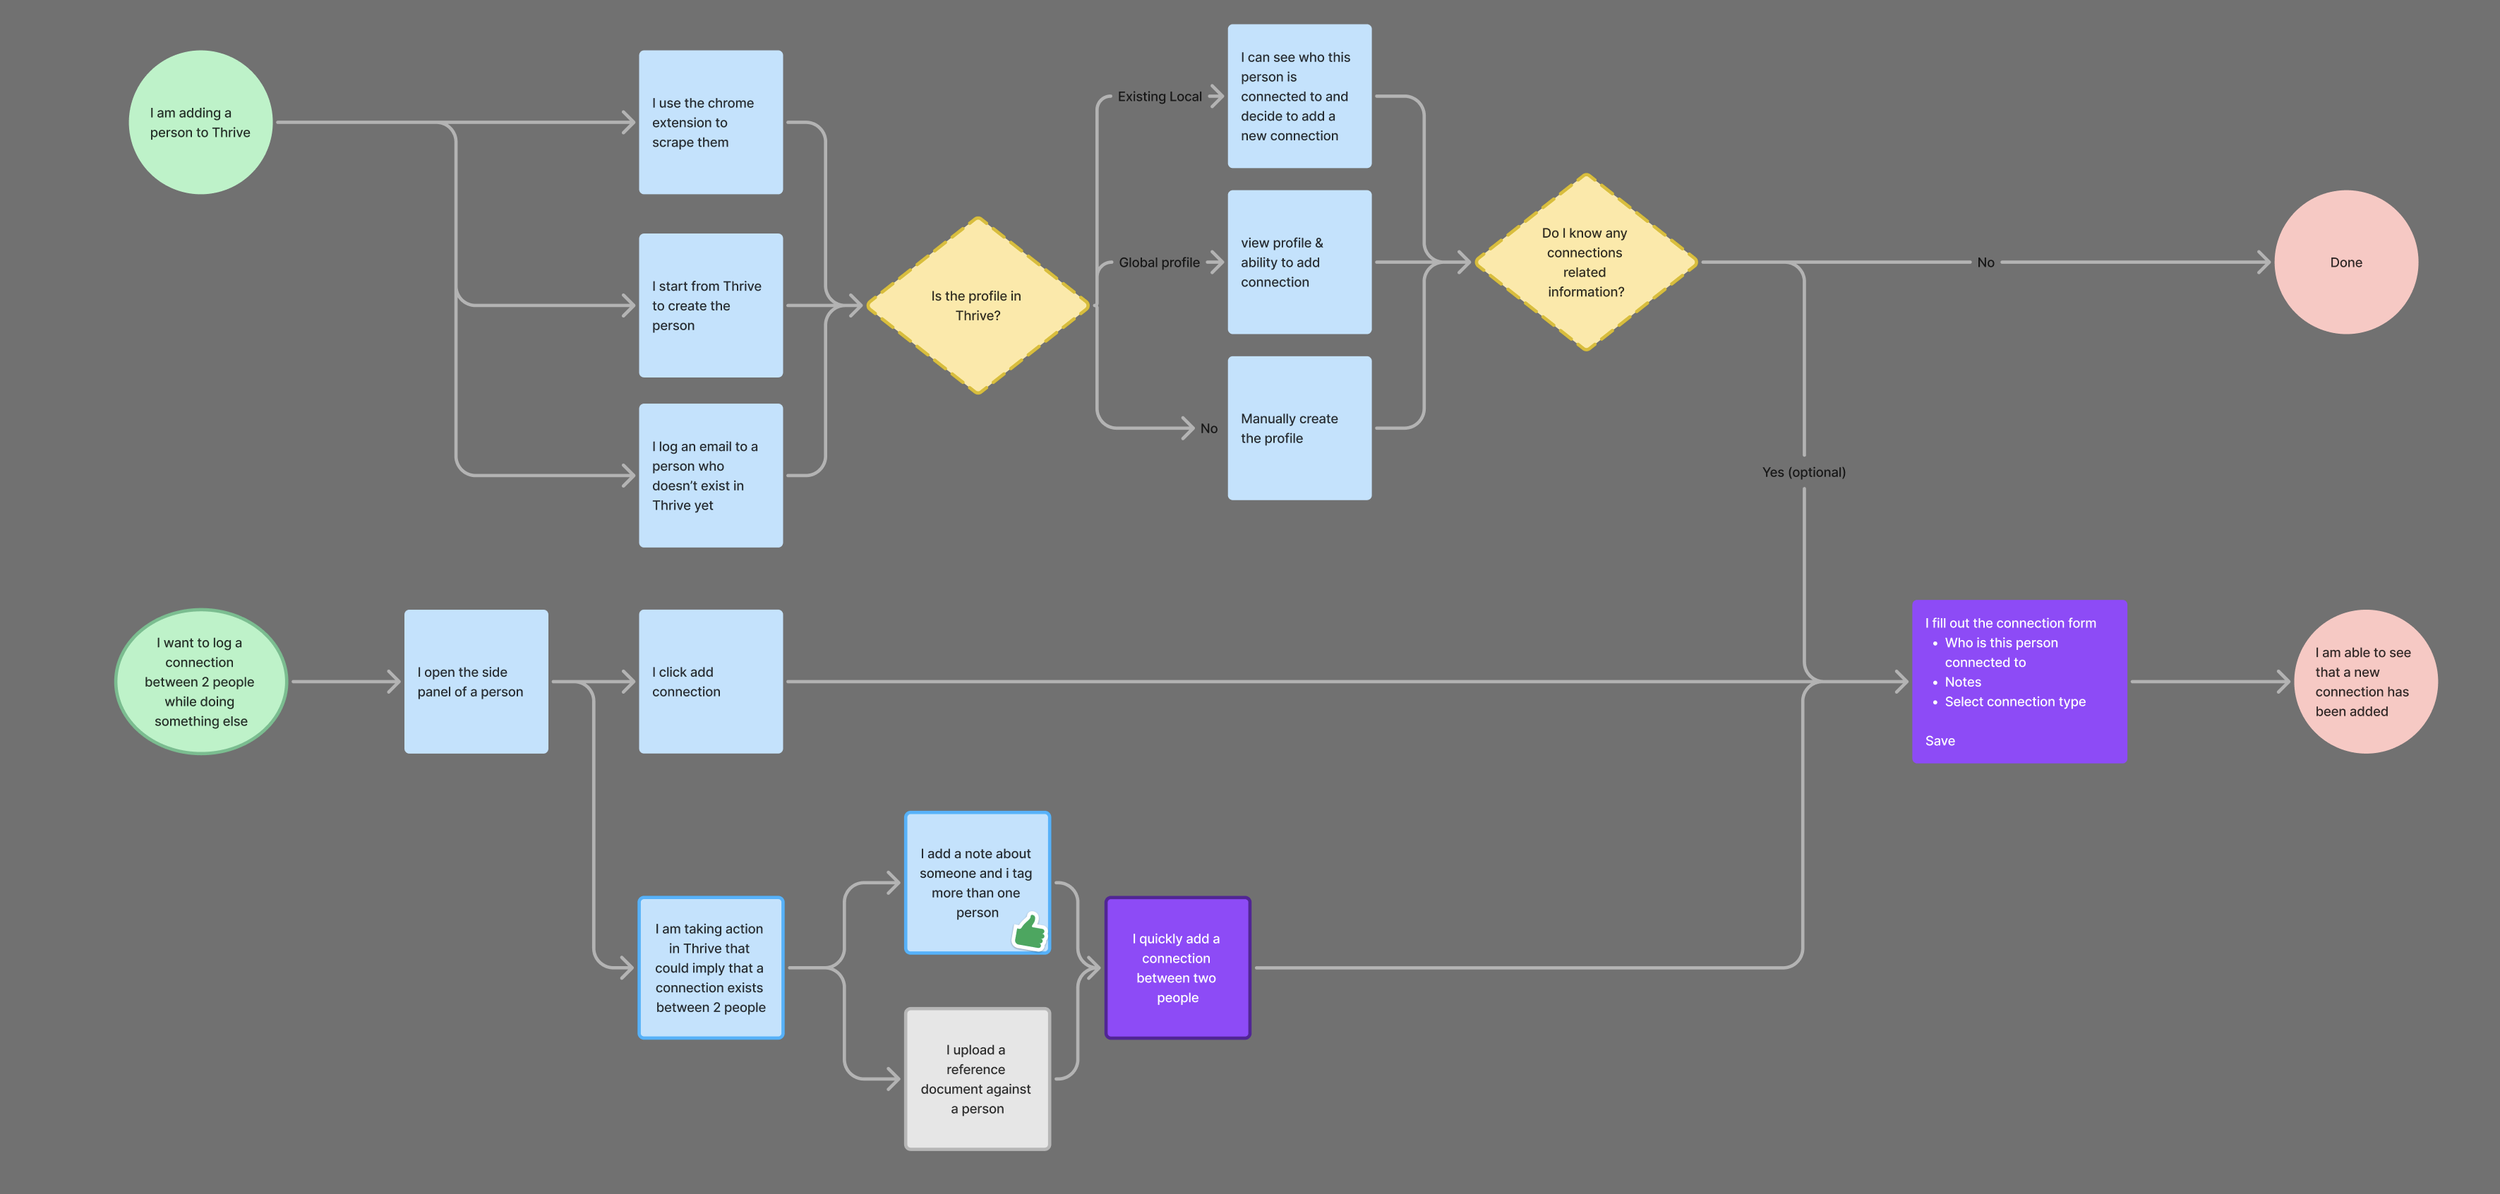 I am adding a
person to Thrive
I use the chrome
extension to
scrape them
I start from Thrive
to create the
person
I log an email to a
person who
doesn’t exist in
Thrive yet
Is the profile in
Thrive?
Existing Local
Global profile
No
I can see who this
person is
connected to and
decide to add a
new connection
view profile &
ability to add
connection
Manually create
the profile
Do I know any
connections
related
information?
No
Done
Yes (optional)
I want to log a
connection
between 2 people
while doing
something else
I open the side
panel of a person
I click add
connection
I fill out the connection form
• Who is this person
connected to
• Notes
• Select connection type
Save
I am able to see
that a new
connection has
been added
I am taking action
in Thrive that
could imply that a
connection exists
between 2 people
I add a note about
someone and i tag
more than one
person
I upload a
reference
document against
a person
I quickly add a
connection
between two
people